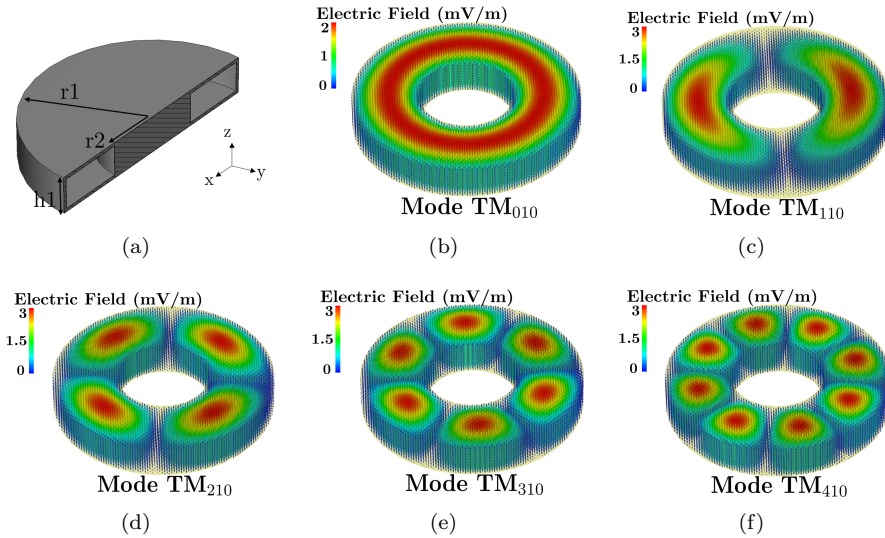 r1
r2
h1
z
x
y
(a)
Electric Field (mV/m)
2
1
0
Mode TM₀₁₀
(b)
Electric Field (mV/m)
3
1.5
0
Mode TM₁₁₀
(c)
Electric Field (mV/m)
3
1.5
0
Mode TM₂₁₀
(d)
Electric Field (mV/m)
3
1.5
0
Mode TM₃₁₀
(e)
Electric Field (mV/m)
3
1.5
0
Mode TM₄₁₀
(f)